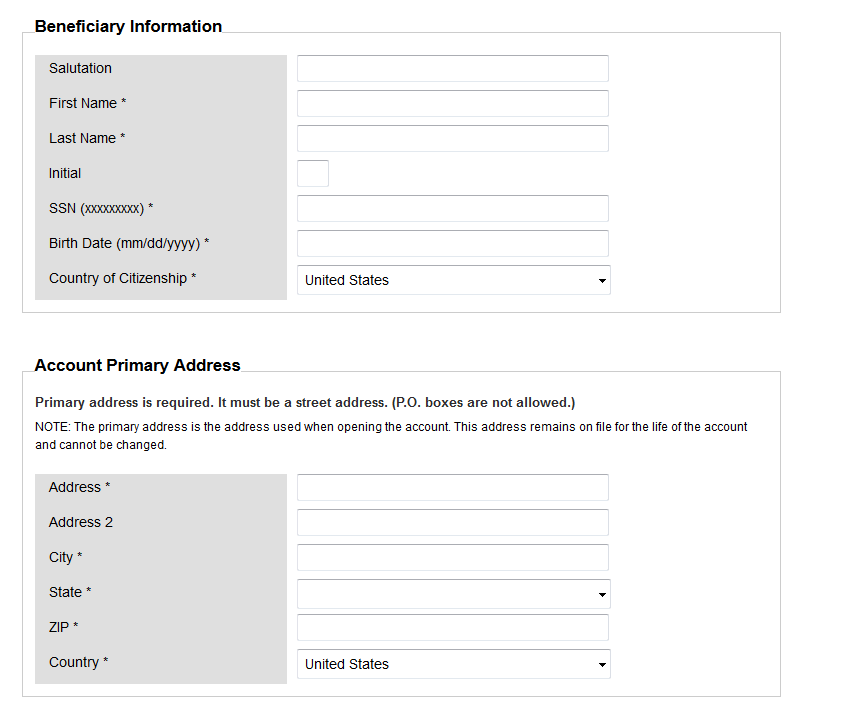 Beneficiary Information
Salutation
First Name *
Last Name *
Initial
SSN (xxxxxxxxx) *
Birth Date (mm/dd/yyyy) *
Country of Citizenship *
United States
Account Primary Address
Primary address is required. It must be a street address. (P.O. boxes are not allowed.)
NOTE: The primary address is the address used when opening the account. This address remains on file for the life of the account
and cannot be changed.
Address *
Address 2
City *
State *
ZIP *
Country *
United States